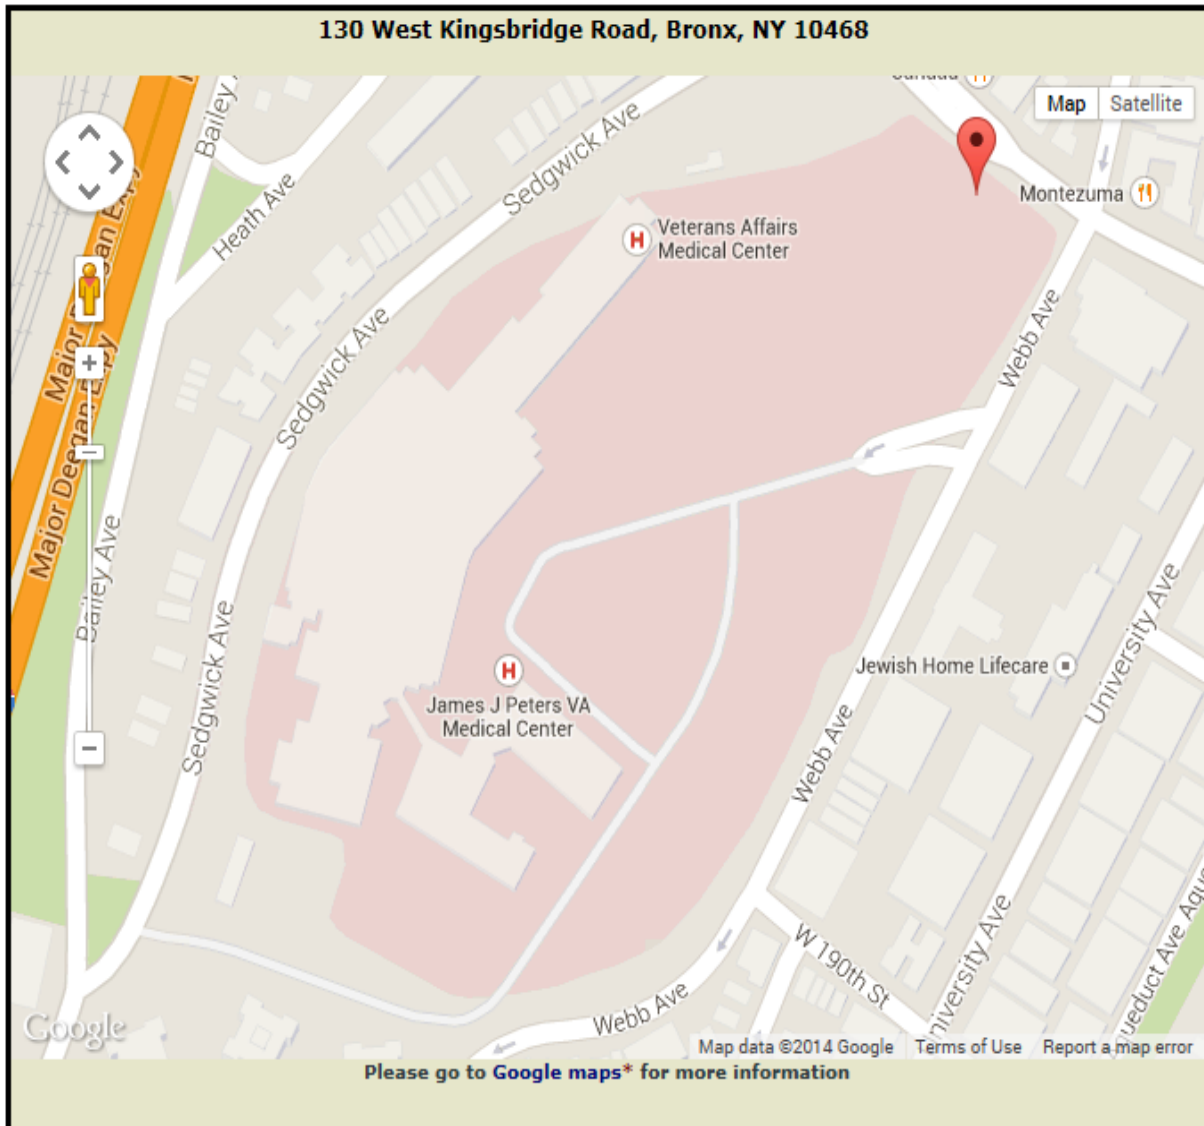 130 West Kingsbridge Road, Bronx, NY 10468
Map
Satellite
Montezuma
Bailey
Heath Ave
Sedgwick Ave
Veterans Affairs
Medical Center
Webb Ave
Sedgwick Ave
Major Deegan Expy
Bailey Ave
Sedgwick Ave
James J Peters VA
Medical Center
Jewish Home Lifecare
University Ave
Webb Ave
W 190th St
University Ave
Webb Ave
Google
Map data ©2014 Google
Terms of Use
Report a map error
Please go to Google maps* for more information